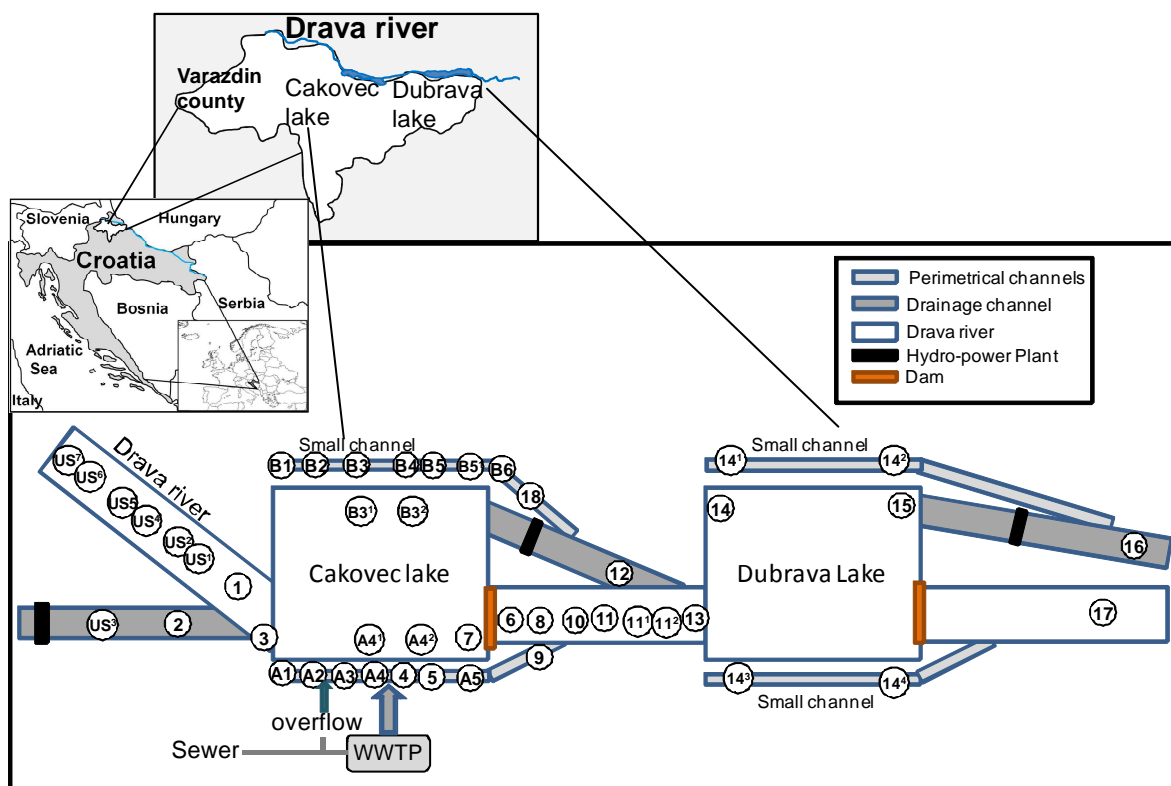 Drava river
Varazdin
county
Cakovec
lake
Dubrava
lake
Slovenia
Hungary
Croatia
Bosnia
Serbia
Adriatic
Sea
Italy
Perimetrical channels
Drainage channel
Drava river
Hydro-power Plant
Dam
Drava river
US7
US6
US5
US4
US2
US1
1
US3
2
3
Small channel
B1 B2 B3 B4 B5 B51 B6
18
B31 B32
Cakovec lake
12
A41 A42 7
6 8 10 11 111 112 13
A1 A2 A3 A4 4 5 A5
9
overflow
Sewer
WWTP
Small channel
141 142
14 15
16
Dubrava Lake
17
143 144
Small channel